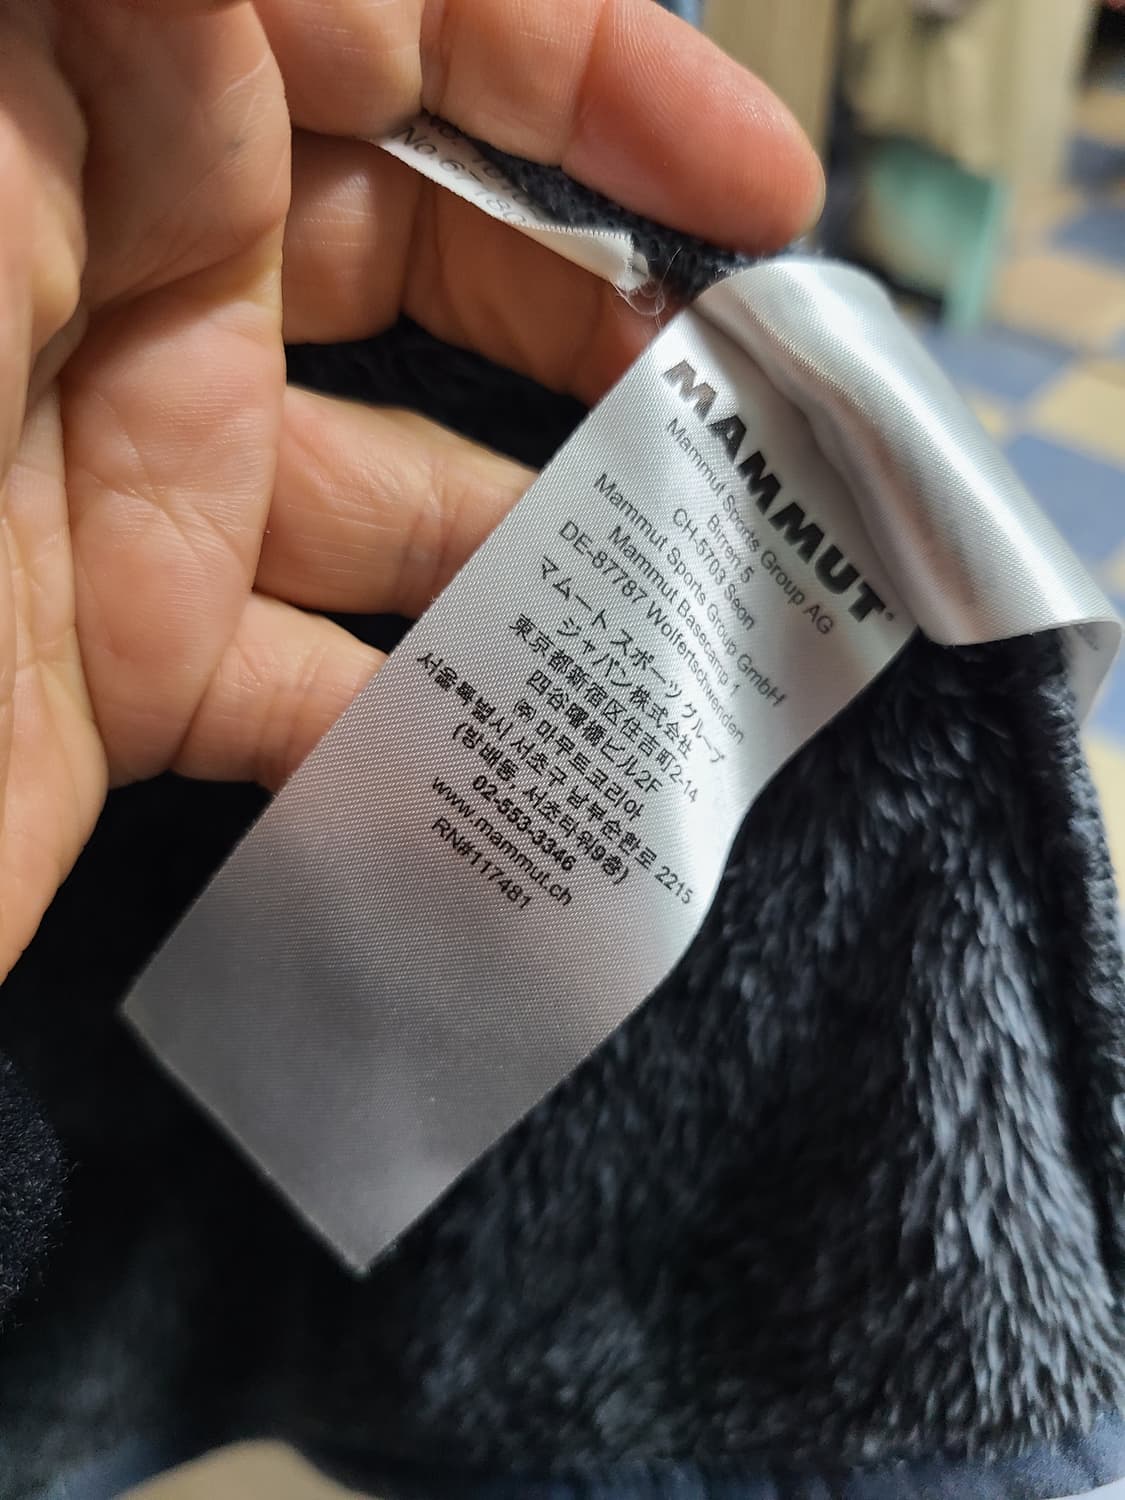 MAMMUT®
Mammut Sports Group AG
Birren 5
CH-5703 Seon
Mammut Sports Group GmbH
Mammut Basecamp 1
DE-87787 Wolfertschwenden
マムート スポーツ グループ
ジャパン株式会社
東京都新宿区住吉町2-14
四谷曙橋ビル2F
㈜ 마무트코리아
서울특별시 서초구 남부순환로 2215
(방배동, 서초타워9층)
02-553-3346
www.mammut.ch
RN#117481